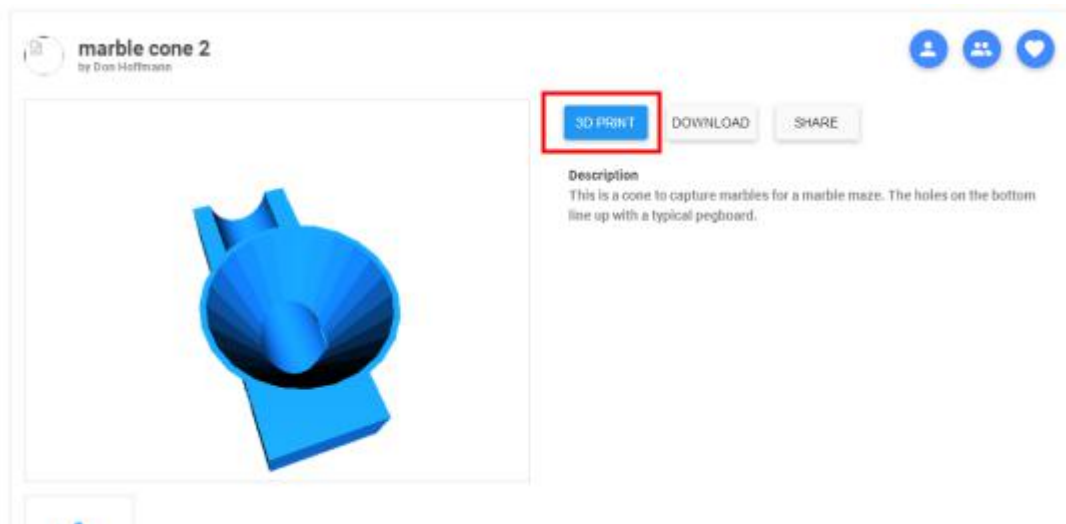 marble cone 2
by Don Hoffmann
3D PRINT
DOWNLOAD
SHARE
Description
This is a cone to capture marbles for a marble maze. The holes on the bottom
line up with a typical pegboard.